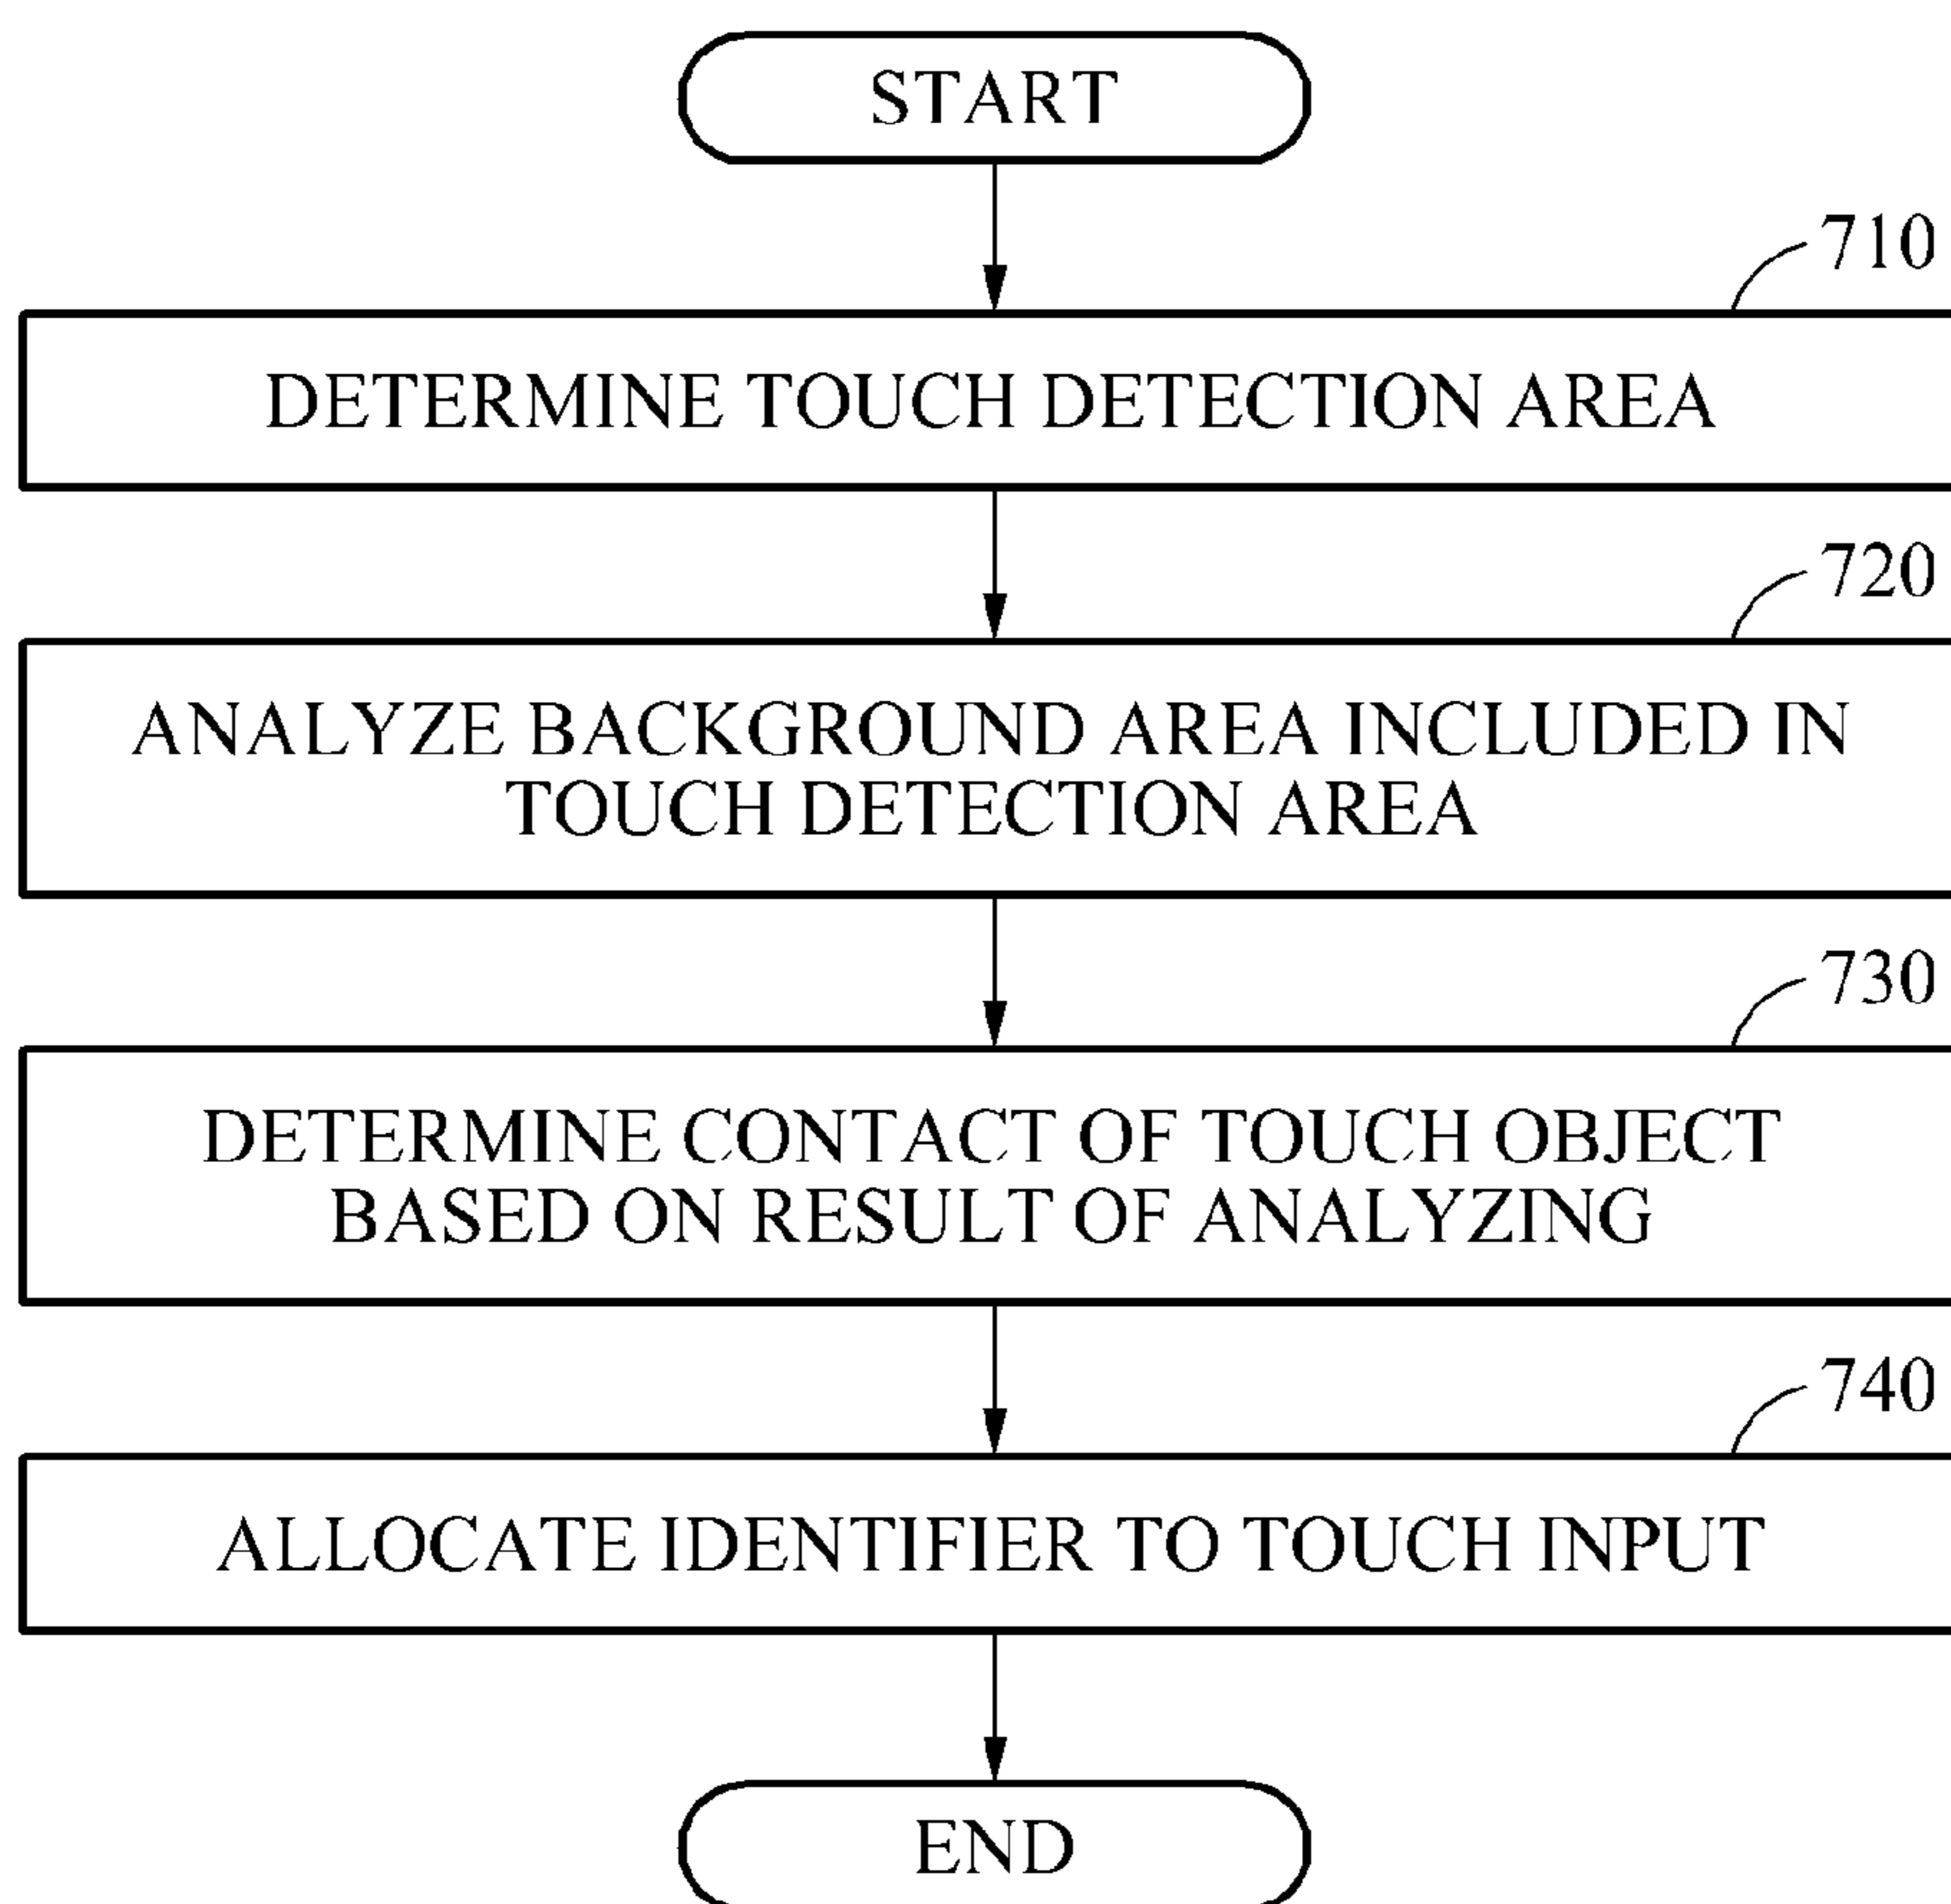 START
710
DETERMINE TOUCH DETECTION AREA
720
ANALYZE BACKGROUND AREA INCLUDED IN
TOUCH DETECTION AREA
730
DETERMINE CONTACT OF TOUCH OBJECT
BASED ON RESULT OF ANALYZING
740
ALLOCATE IDENTIFIER TO TOUCH INPUT
END